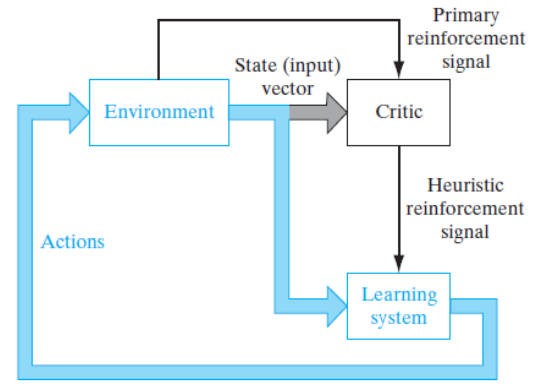 Primary
reinforcement
signal
State (input)
vector
Environment
Critic
Heuristic
reinforcement
signal
Actions
Learning
system